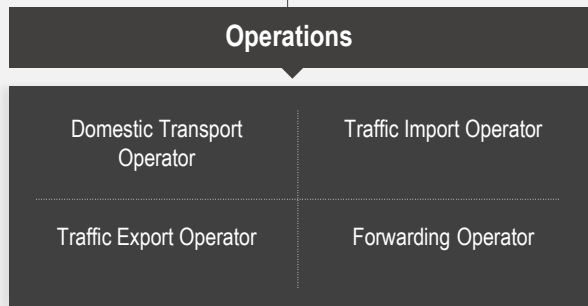 Operations
Domestic Transport
Operator
Traffic Import Operator
Traffic Export Operator
Forwarding Operator